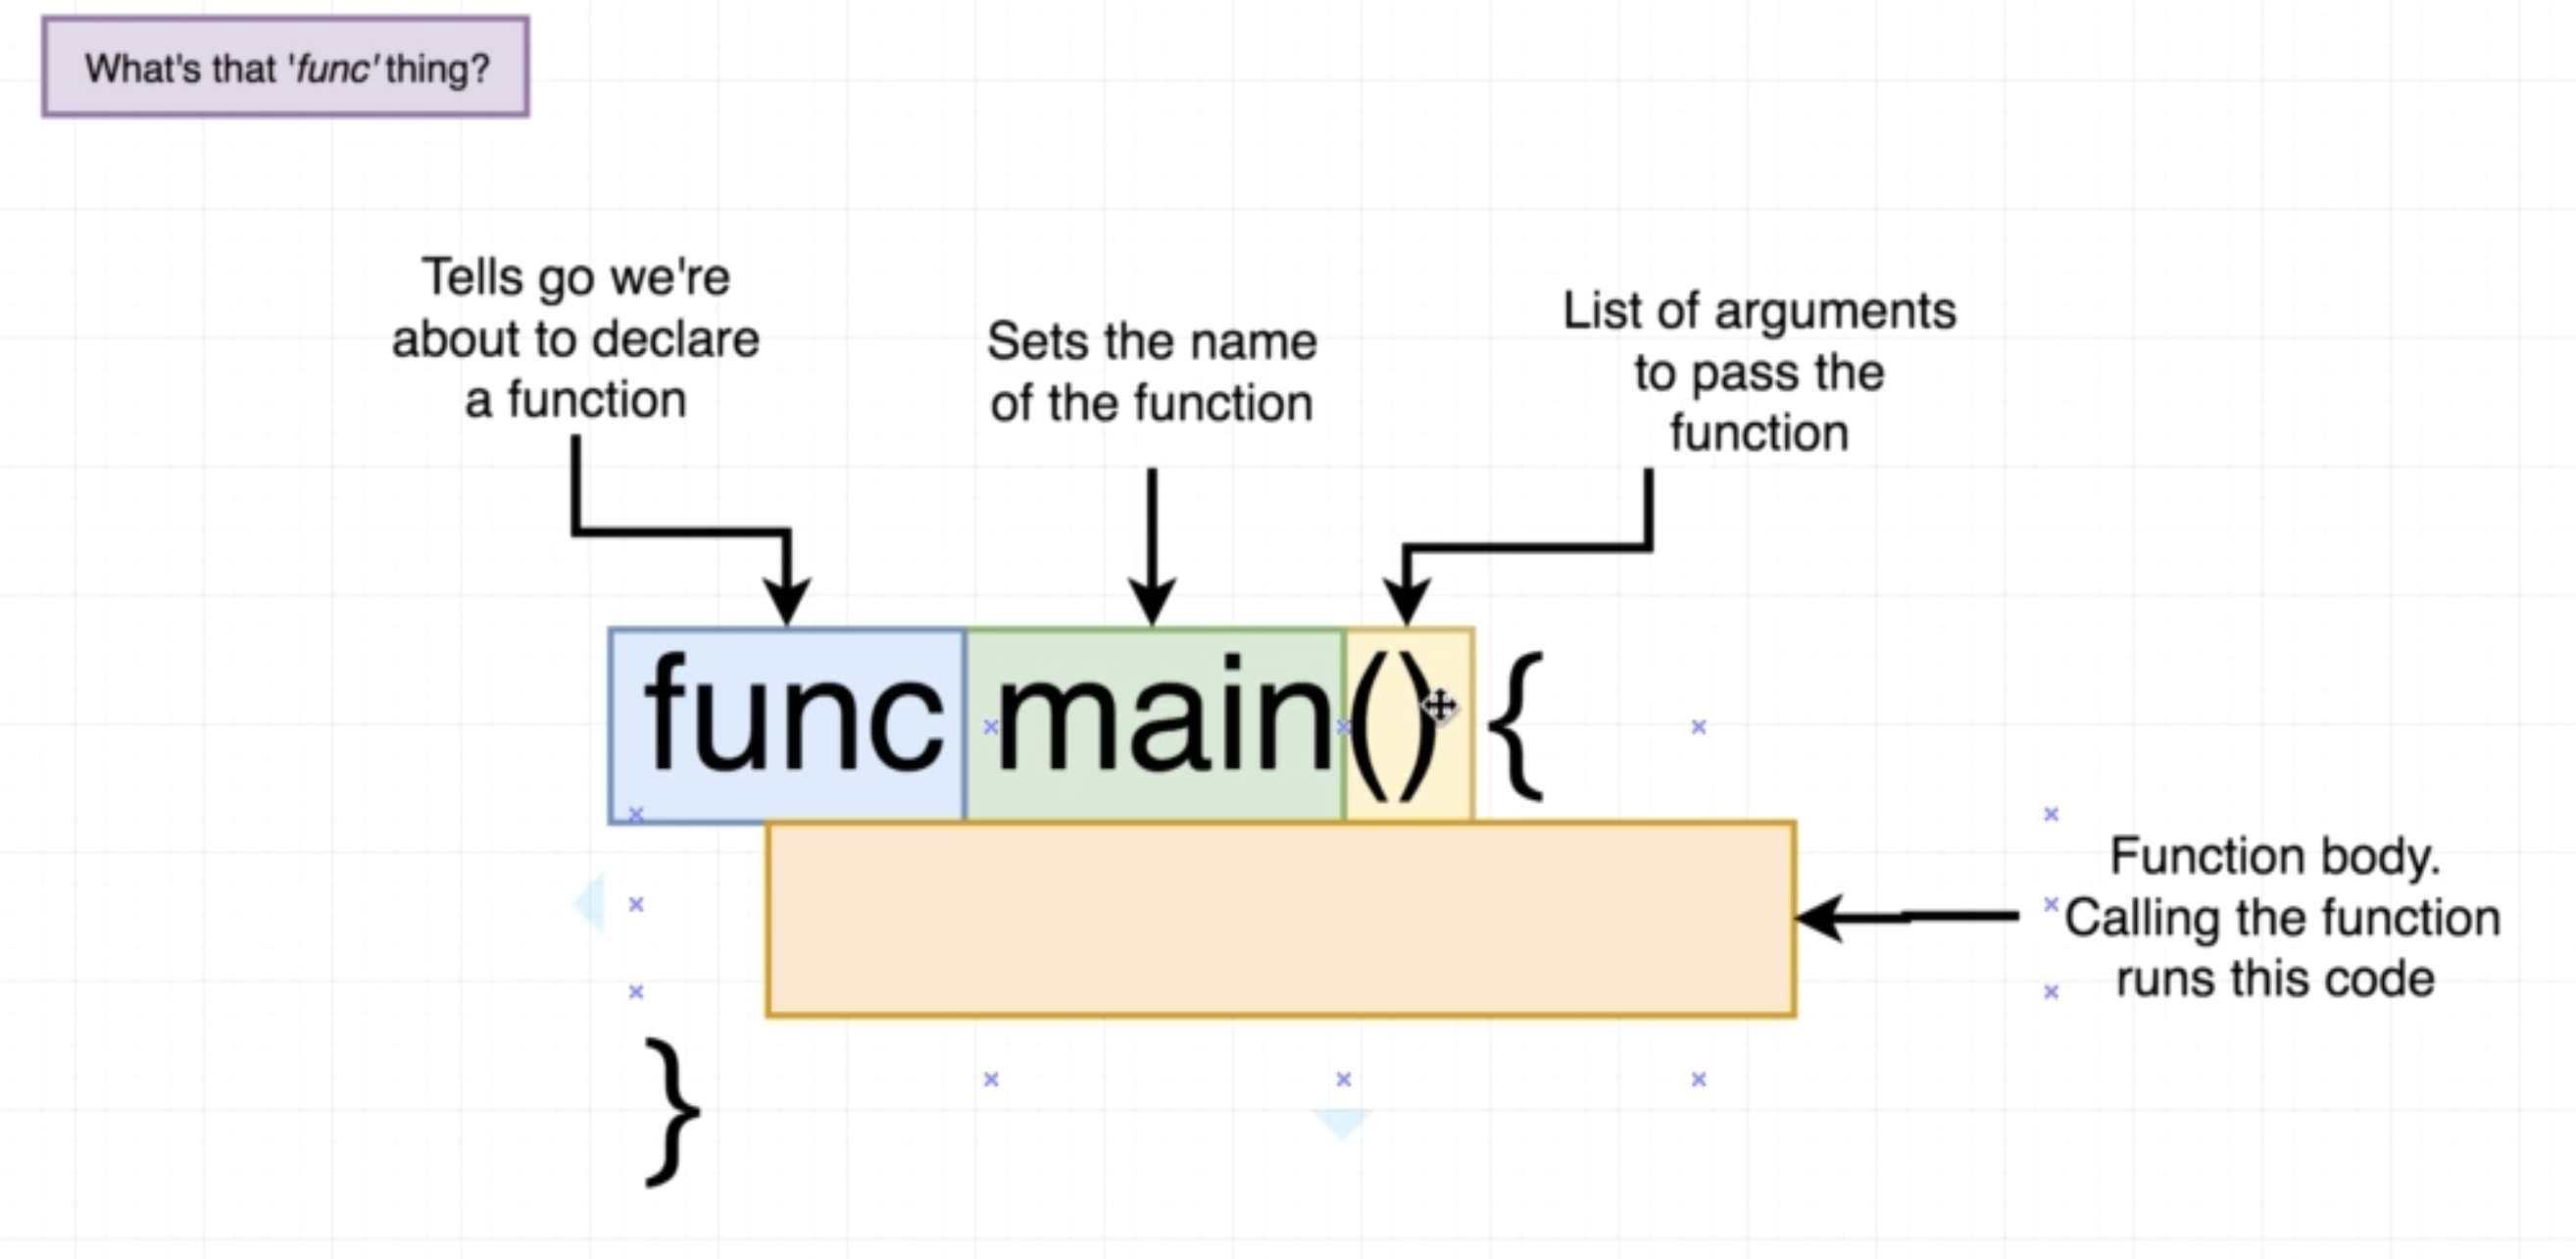 What's that 'func' thing?
Tells go we're
about to declare
a function
Sets the name
of the function
List of arguments
to pass the
function
func main() {
Function body.
Calling the function
runs this code
}